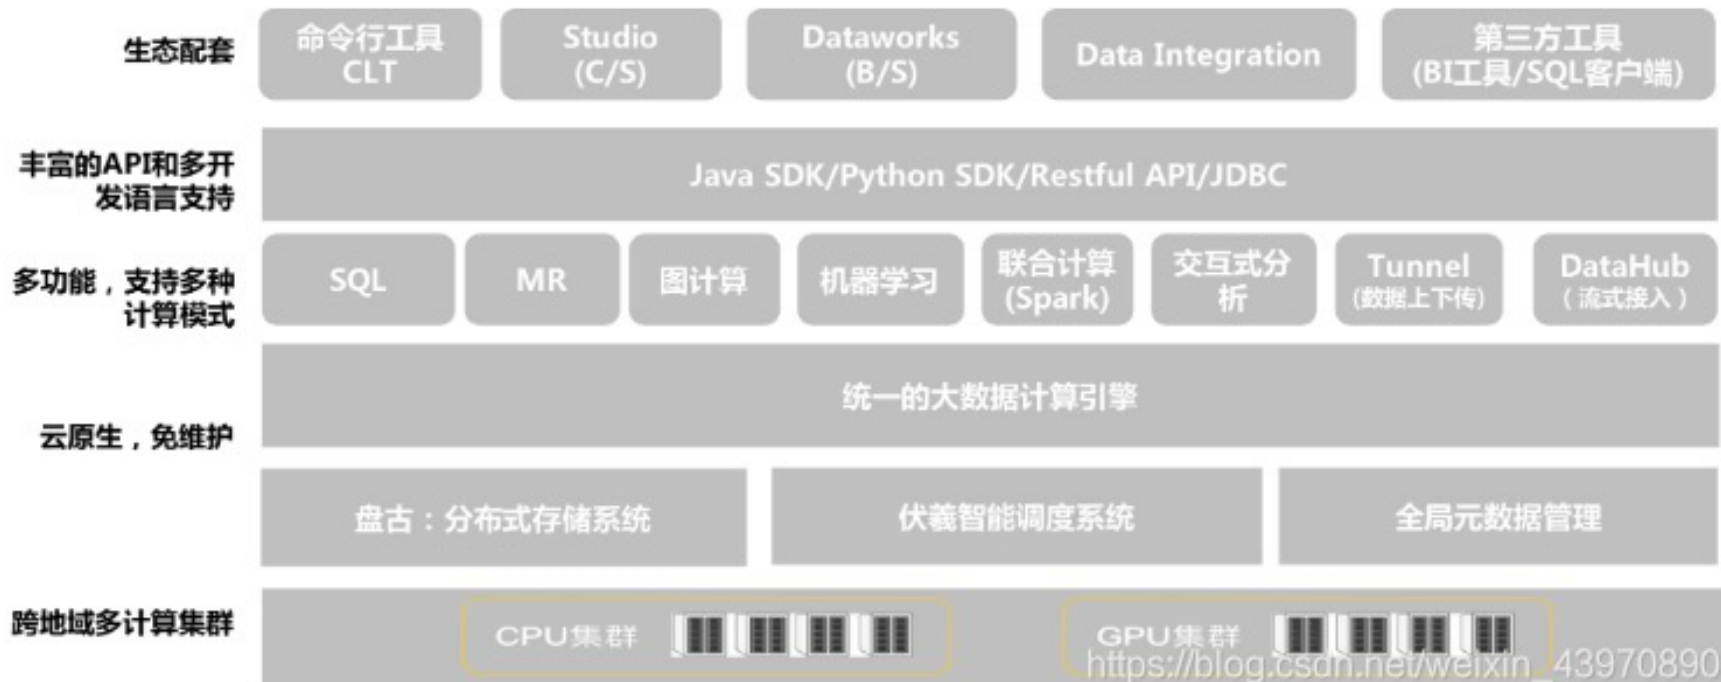 生态配套
命令行工具
CLT
Studio
(C/S)
Dataworks
(B/S)
Data Integration
第三方工具
(BI工具/SQL客户端)
丰富的API和多开
发语言支持
Java SDK/Python SDK/Restful API/JDBC
多功能，支持多种
计算模式
SQL
MR
图计算
机器学习
联合计算
(Spark)
交互式分
析
Tunnel
(数据上下传)
DataHub
（流式接入）
云原生，免维护
统一的大数据计算引擎
盘古：分布式存储系统
伏羲智能调度系统
全局元数据管理
跨地域多计算集群
CPU集群
GPU集群
https://blog.csdn.net/weixin_43970890